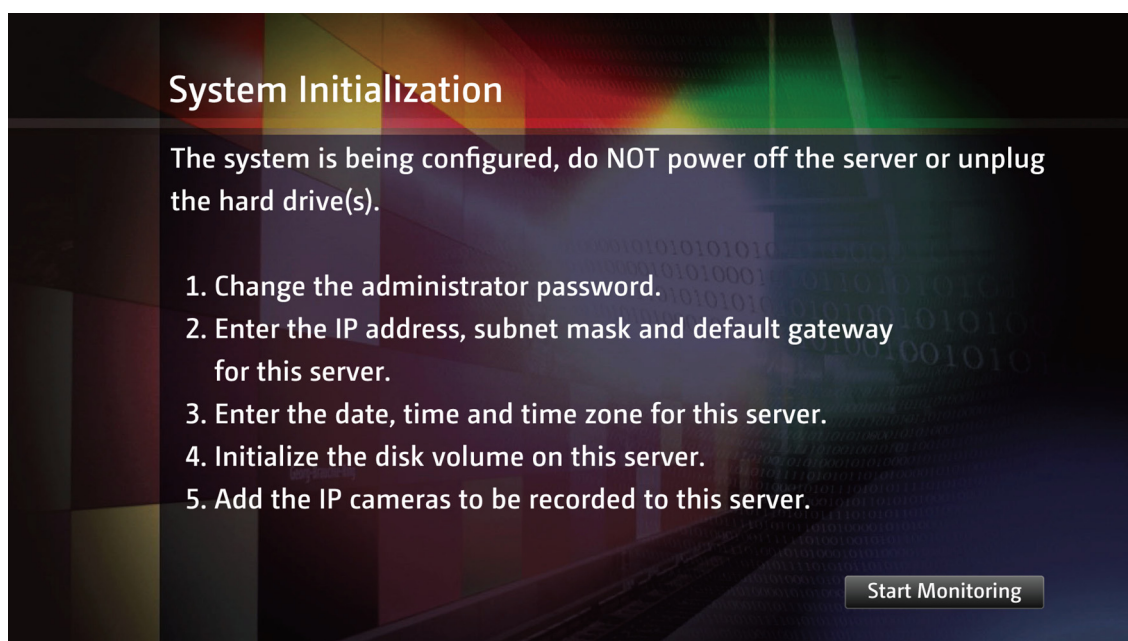 System Initialization
The system is being configured, do NOT power off the server or unplug
the hard drive(s).
1. Change the administrator password.
2. Enter the IP address, subnet mask and default gateway
for this server.
3. Enter the date, time and time zone for this server.
4. Initialize the disk volume on this server.
5. Add the IP cameras to be recorded to this server.
Start Monitoring